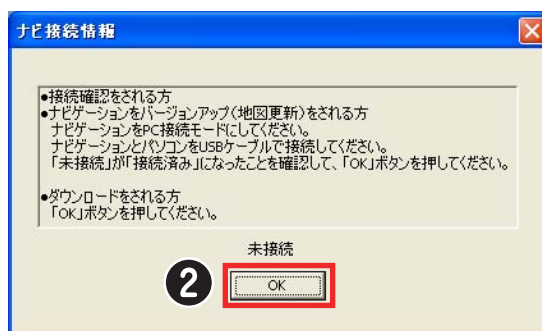 ナビ接続情報
●接続確認をされる方
●ナビゲーションをバージョンアップ(地図更新)をされる方
ナビゲーションをPC接続モードにしてください。
ナビゲーションとパソコンをUSBケーブルで接続してください。
「未接続」が「接続済み」になったことを確認して、「OK」ボタンを押してください。
●ダウンロードをされる方
「OK」ボタンを押してください。
未接続
2
OK